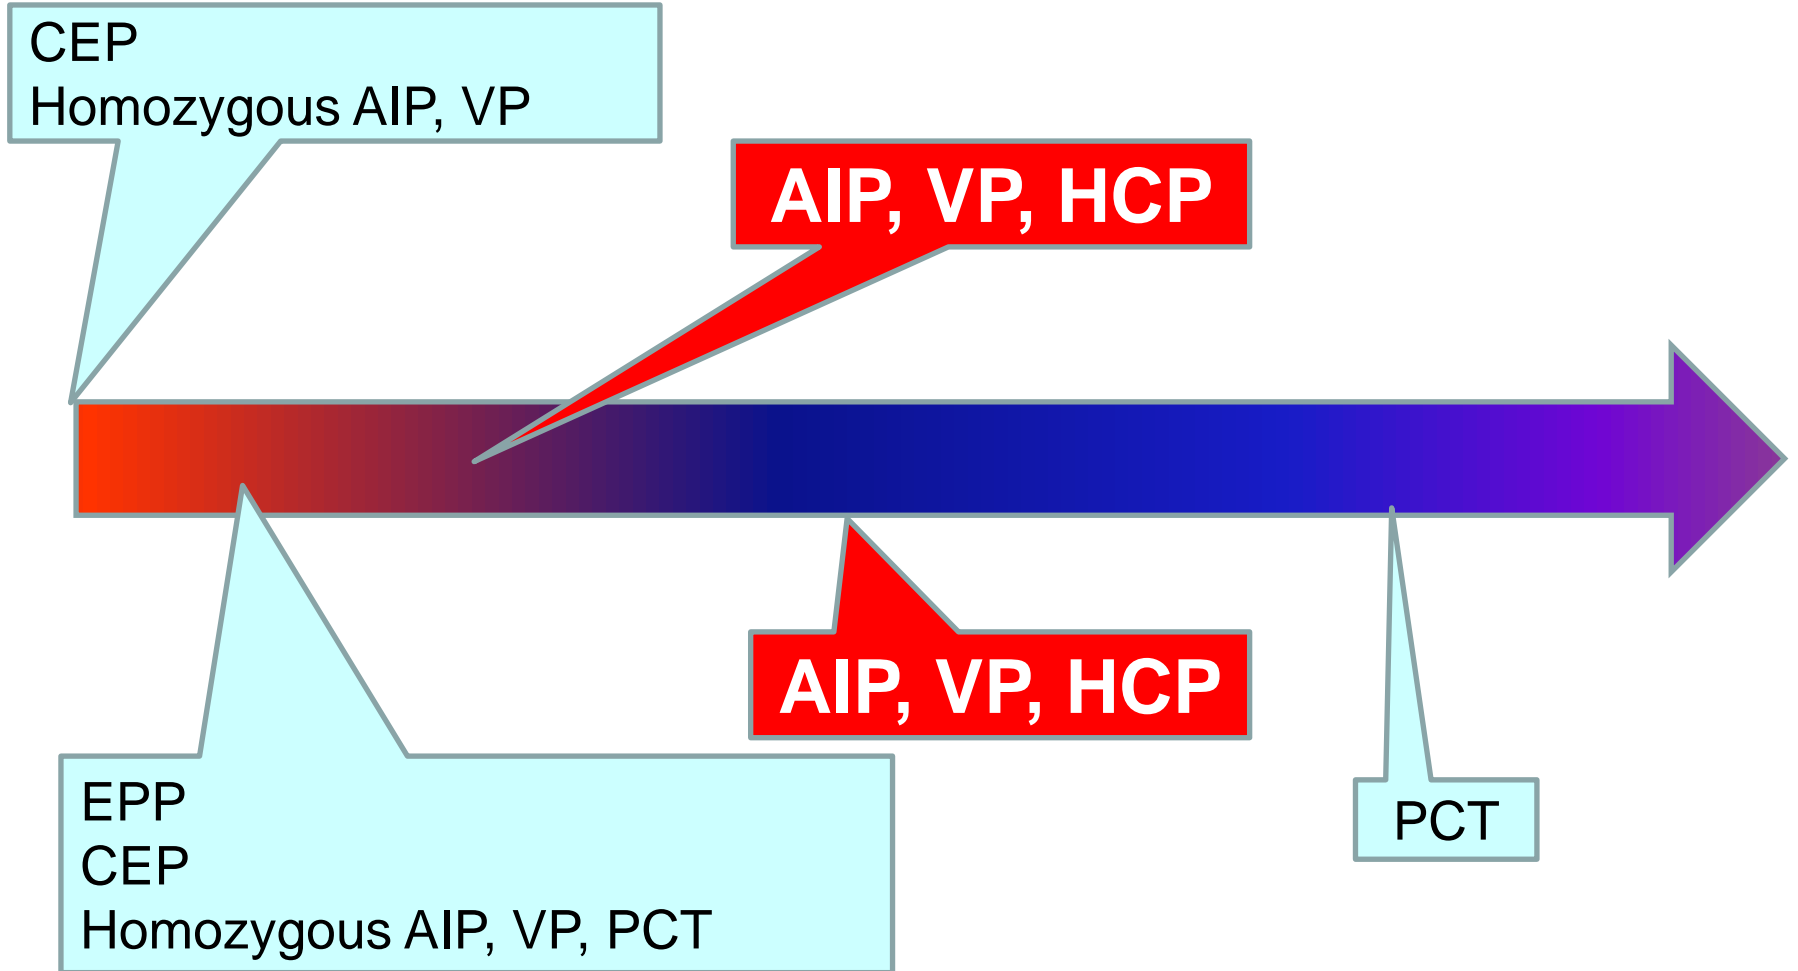 CEP
Homozygous AIP, VP
AIP, VP, HCP
AIP, VP, HCP
EPP
CEP
Homozygous AIP, VP, PCT
PCT